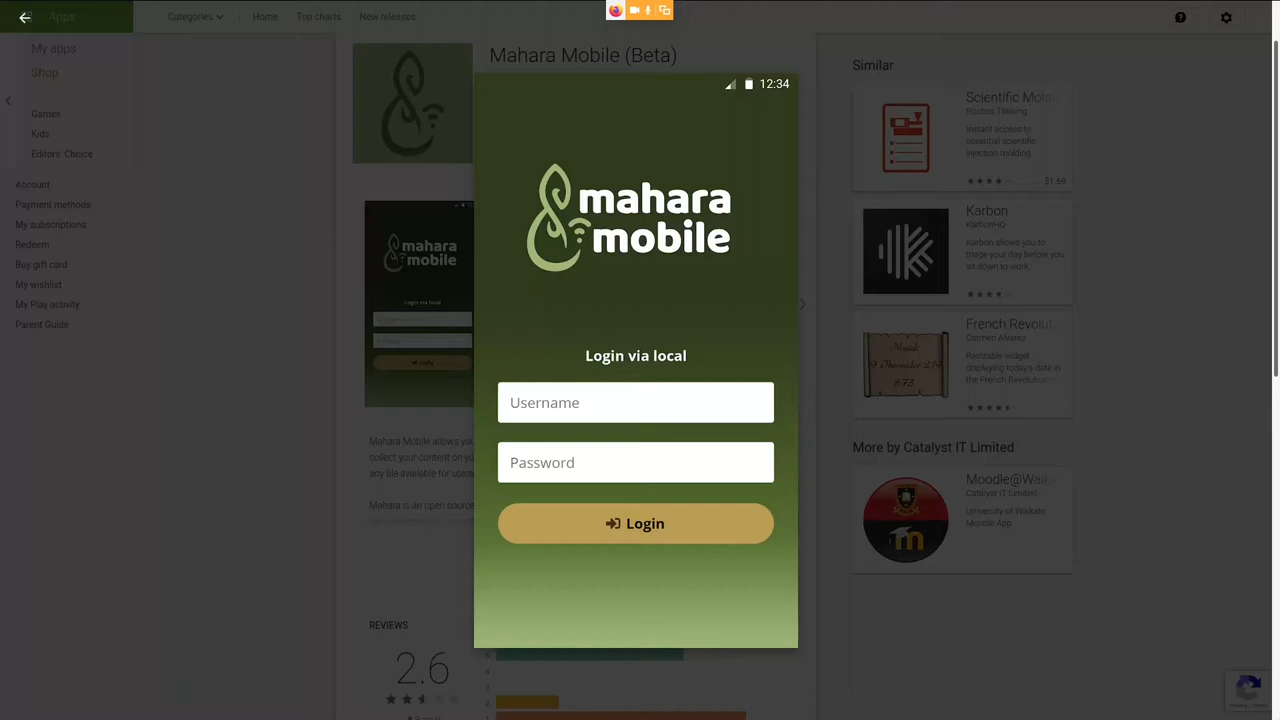 Apps
Categories
Home
Top charts
New releases
My apps
Shop
Games
Kids
Editors' Choice
Account
Payment methods
My subscriptions
Redeem
Buy gift card
My wishlist
My Play activity
Parent Guide
Mahara Mobile (Beta)
mahara
mobile
Login via local
Login
Mahara Mobile allows you
collect your content on yo
any file available for uploa
Mahara is an open source
REVIEWS
2.6
12:34
mahara
mobile
Login via local
Username
Password
Login
Similar
Scientific Mold
Routsis Training
Instant access to
essential scientific
injection molding
$1.69
Karbon
KarbonHQ
Karbon allows you to
triage your day before you
sit down to work.
French Revolut
Carmen Alvarez
Resizable widget
displaying today's date in
the French Revolution
More by Catalyst IT Limited
Moodle@Waik
Catalyst IT Limited
University of Waikato
Moodle App